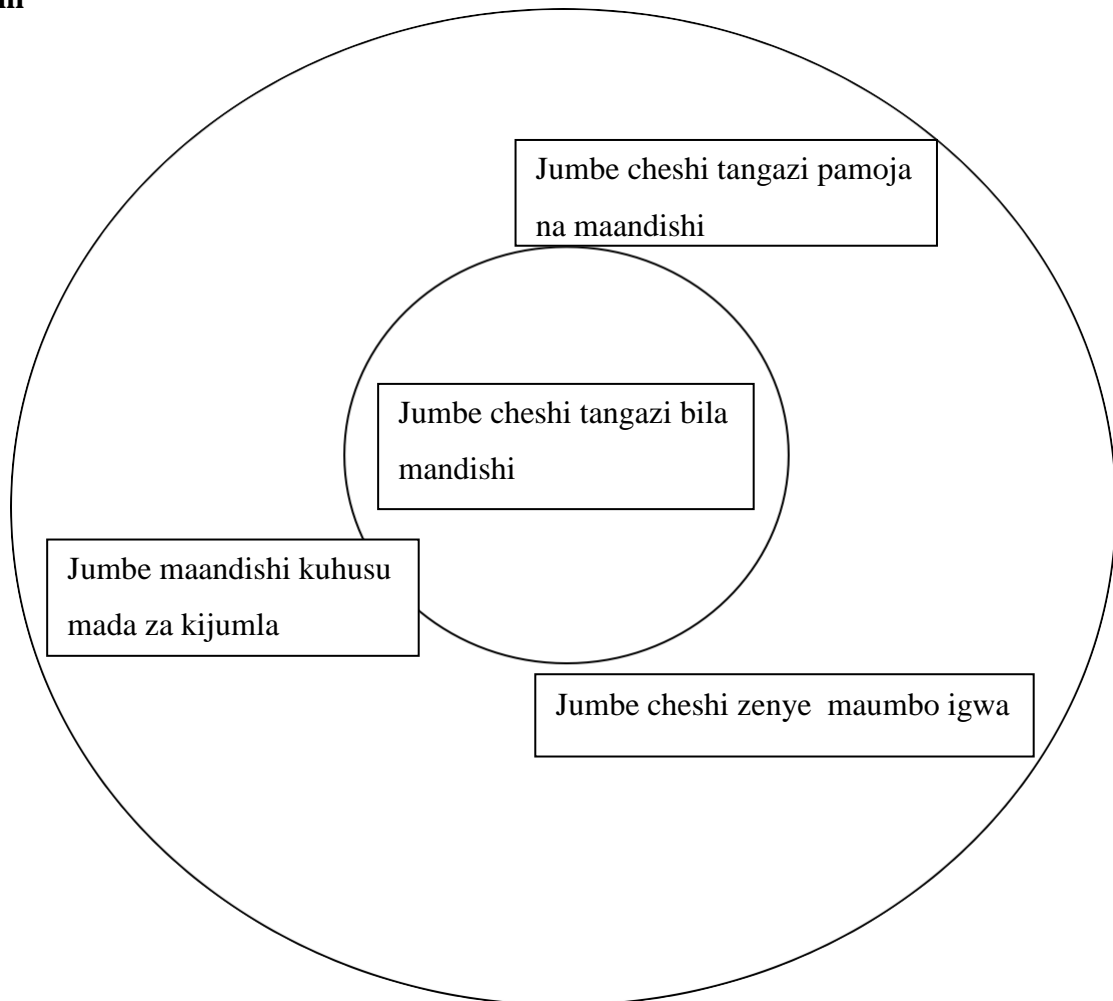 Jumbe cheshi tangazi pamoja
na maandishi
Jumbe cheshi tangazi bila
mandishi
Jumbe maandishi kuhusu
mada za kijumla
Jumbe cheshi zenye maumbo igwa